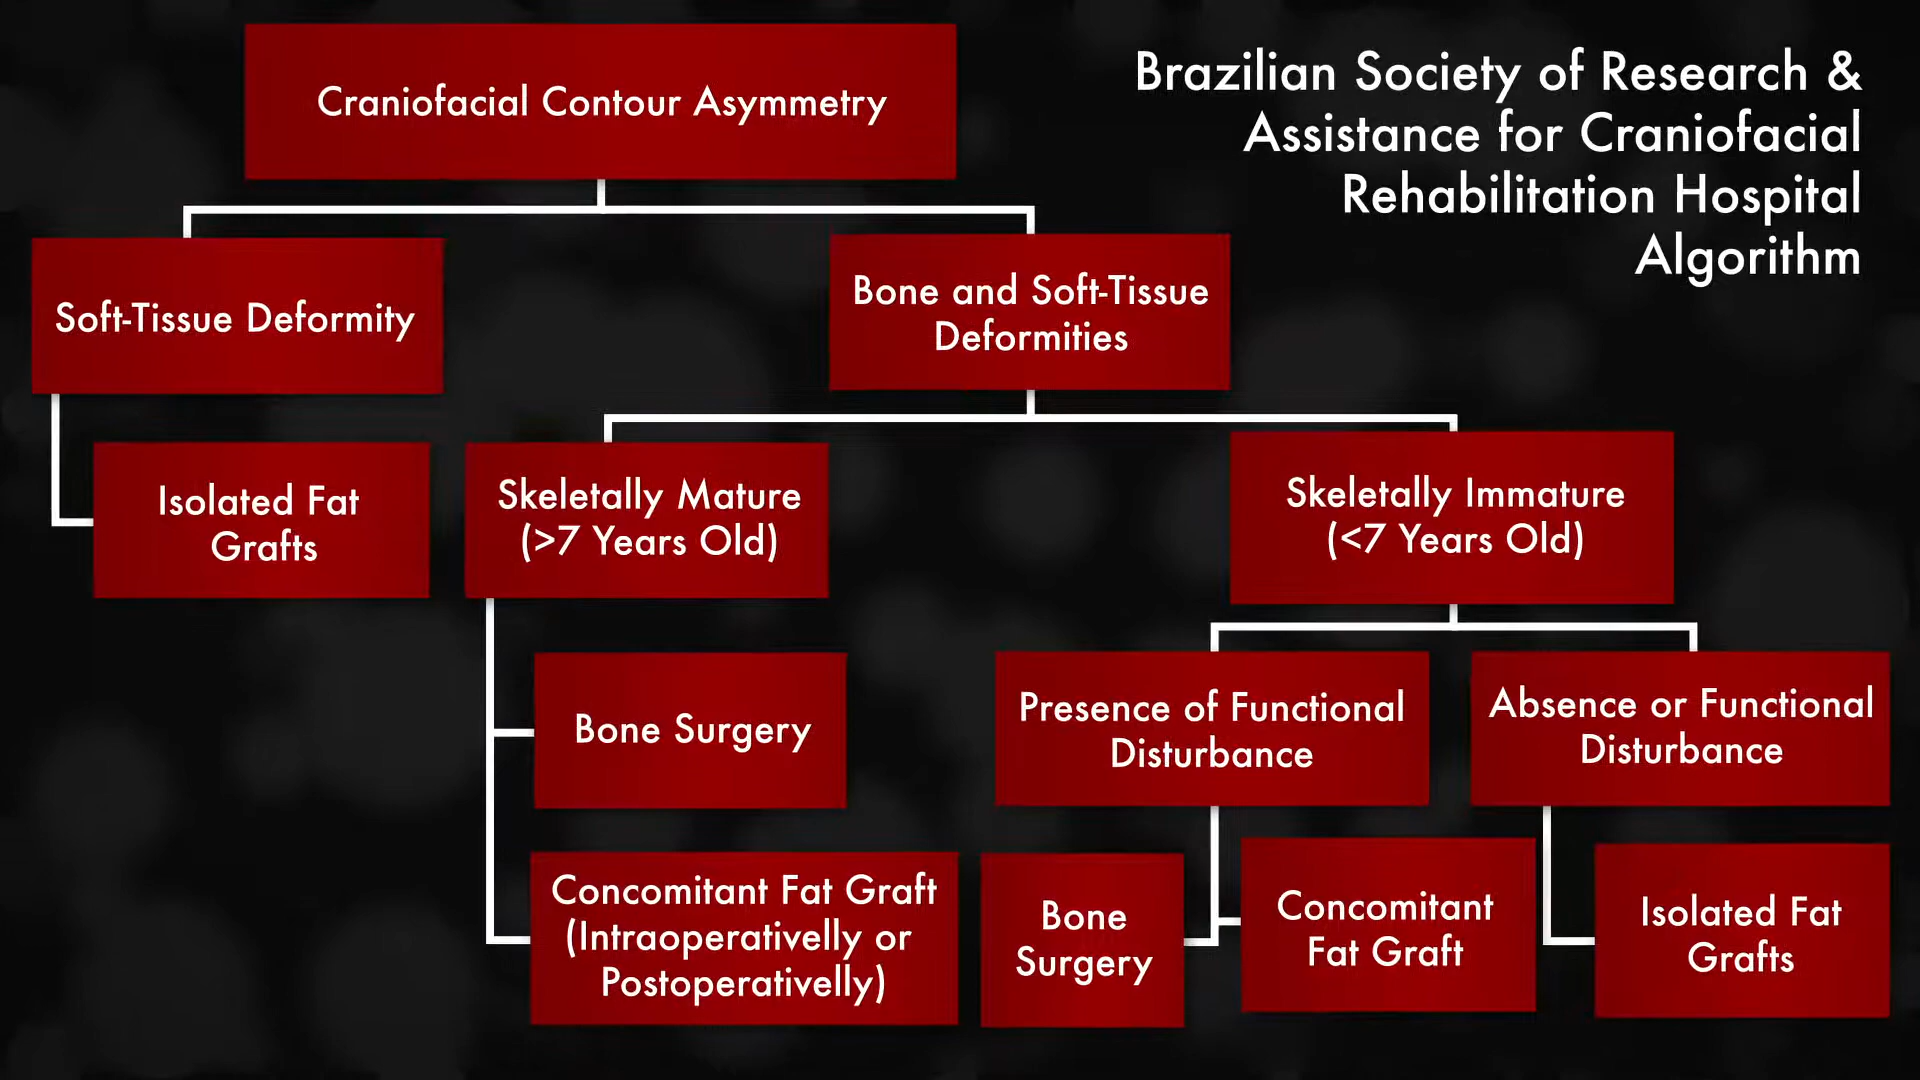 Brazilian Society of Research &
Assistance for Craniofacial
Rehabilitation Hospital
Algorithm
Craniofacial Contour Asymmetry
Soft-Tissue Deformity
Bone and Soft-Tissue
Deformities
Isolated Fat
Grafts
Skeletally Mature
(>7 Years Old)
Skeletally Immature
(<7 Years Old)
Bone Surgery
Concomitant Fat Graft
(Intraoperativelly or
Postoperativelly)
Presence of Functional
Disturbance
Absence or Functional
Disturbance
Bone
Surgery
Concomitant
Fat Graft
Isolated Fat
Grafts